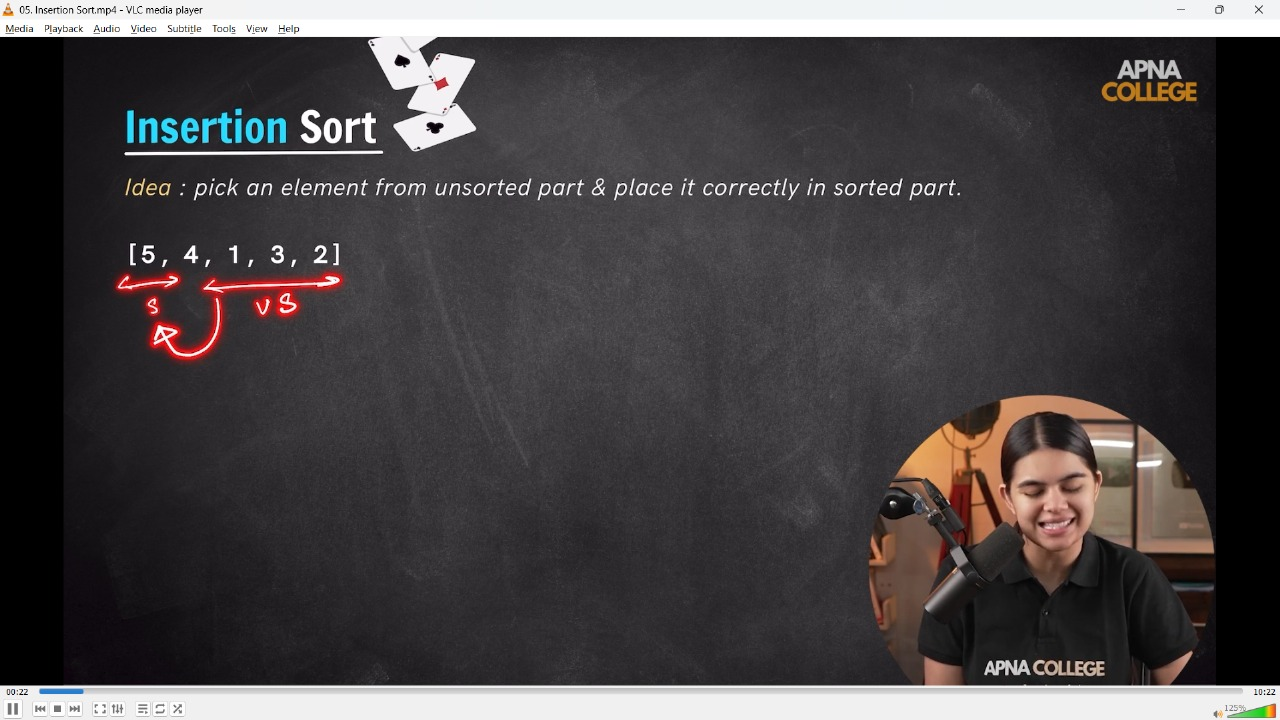 05. Insertion Sort.mp4 - VLC media player
Media Playback Audio Video Subtitle Tools View Help
APNA
COLLEGE
Insertion Sort
Idea : pick an element from unsorted part & place it correctly in sorted part.
[5, 4, 1, 3, 2]
S US
APNA COLLEGE
00:22 10:22
125%